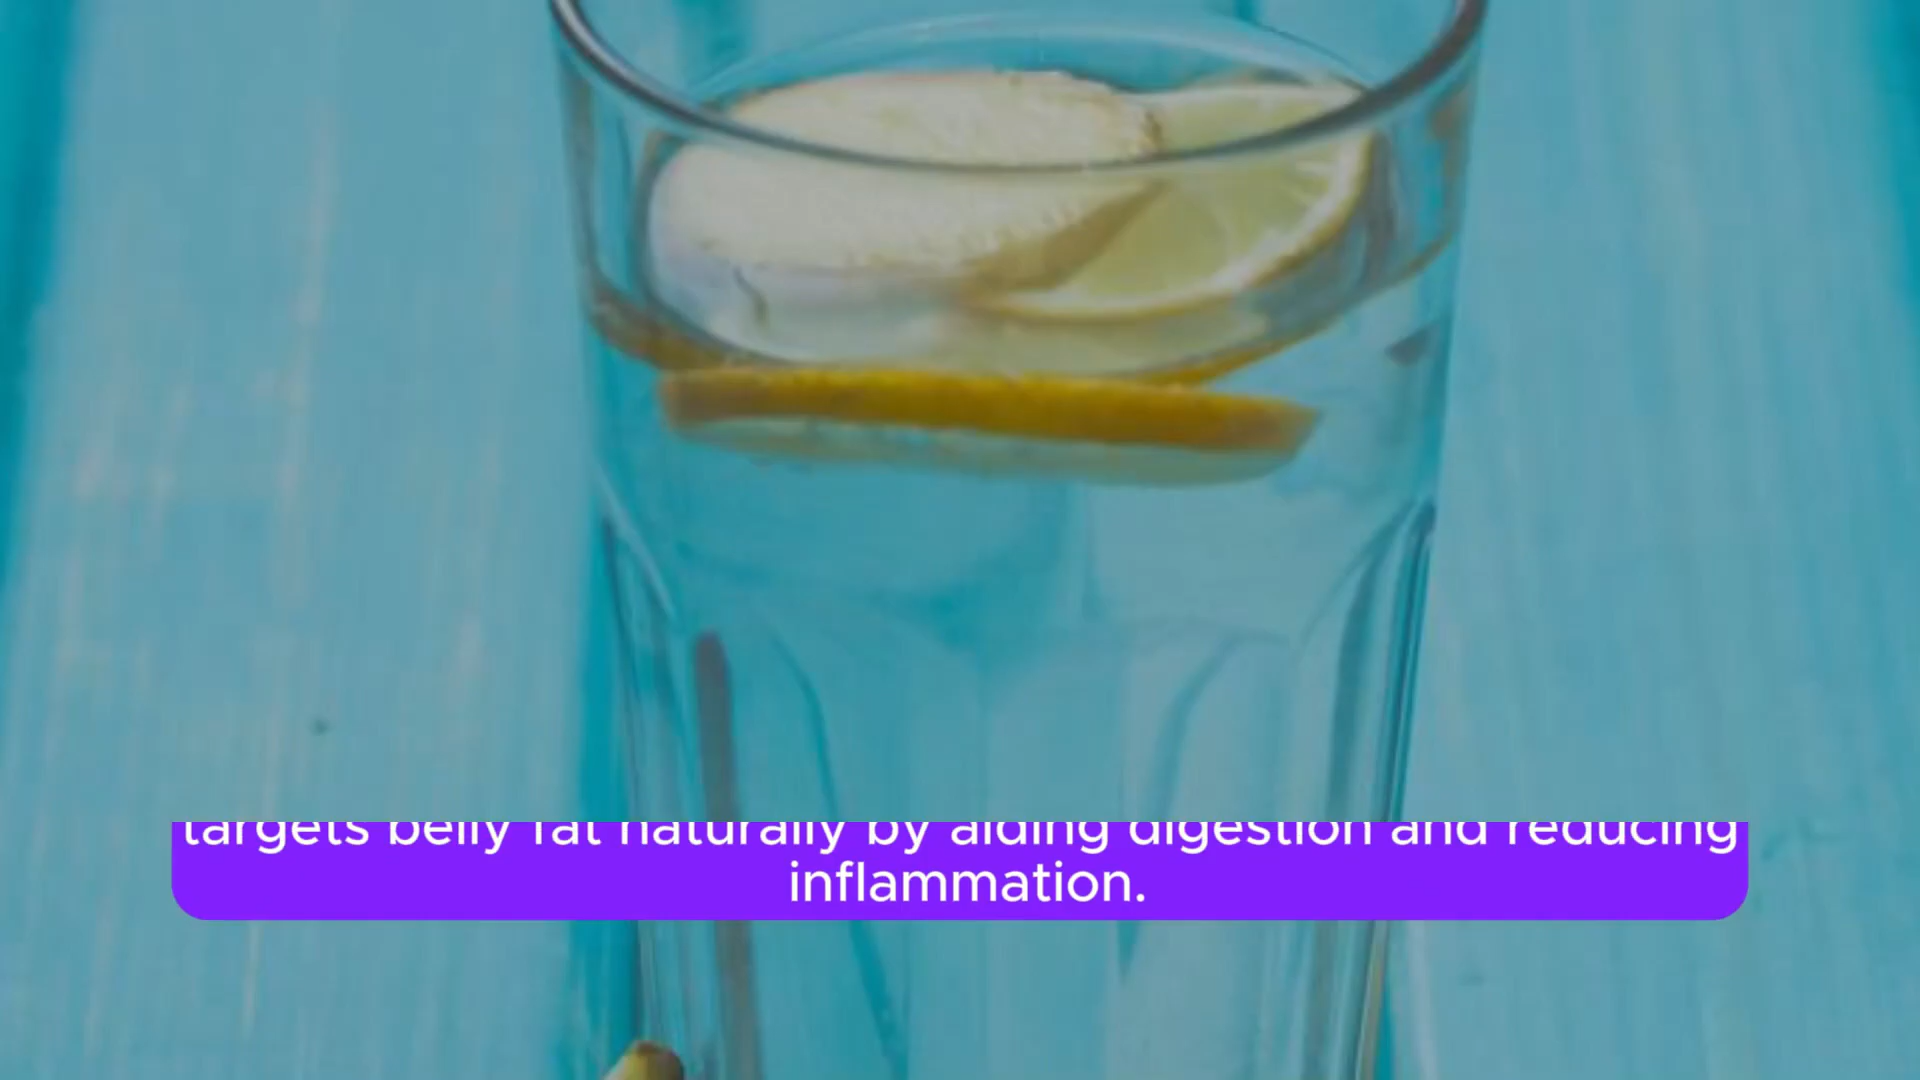 targets belly fat naturally by aiding digestion and reducing
inflammation.